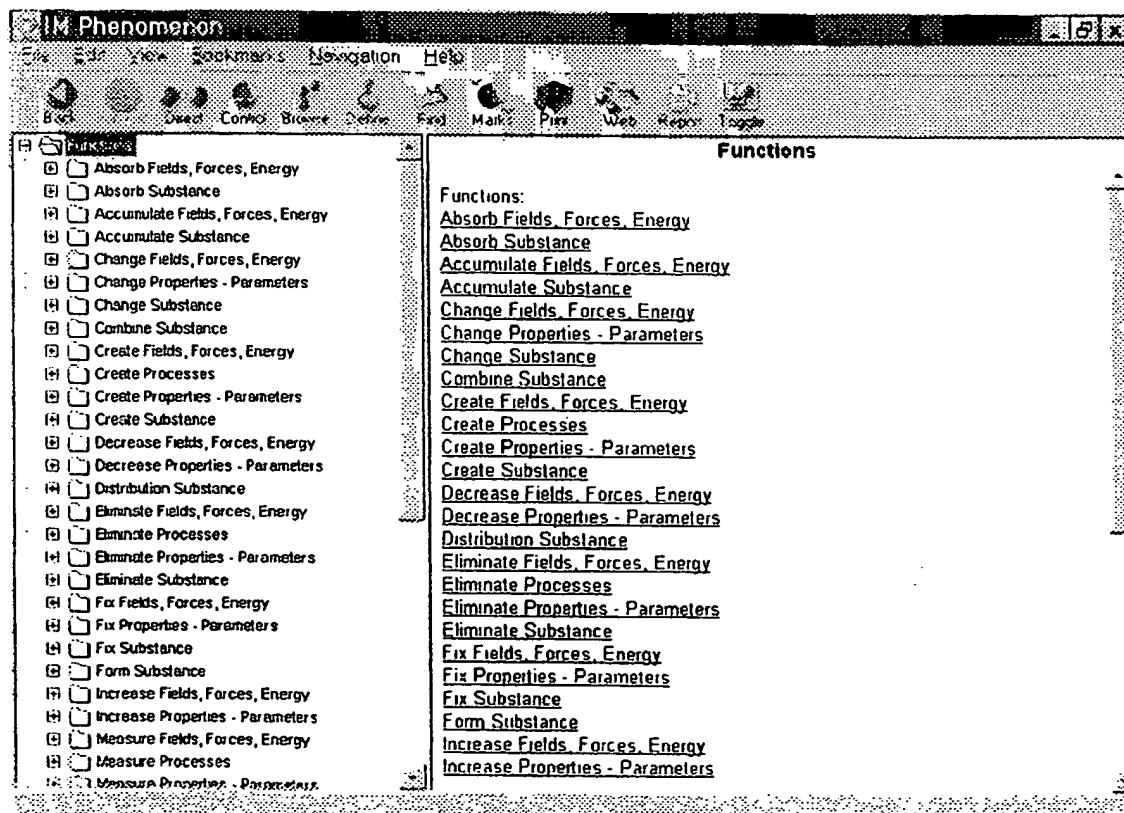 IM Phenomenon
File Edit View Bookmarks Navigation Help
Back Direct Control Browse Define Find Marks Print Web Report Toggle
Functions
Absorb Fields, Forces, Energy
Absorb Substance
Accumulate Fields, Forces, Energy
Accumulate Substance
Change Fields, Forces, Energy
Change Properties - Parameters
Change Substance
Combine Substance
Create Fields, Forces, Energy
Create Processes
Create Properties - Parameters
Create Substance
Decrease Fields, Forces, Energy
Decrease Properties - Parameters
Distribution Substance
Eliminate Fields, Forces, Energy
Eliminate Processes
Eliminate Properties - Parameters
Eliminate Substance
Fix Fields, Forces, Energy
Fix Properties - Parameters
Fix Substance
Form Substance
Increase Fields, Forces, Energy
Increase Properties - Parameters
Measure Fields, Forces, Energy
Measure Processes
Measure Properties - Parameters
Functions
Functions:
Absorb Fields, Forces, Energy
Absorb Substance
Accumulate Fields, Forces, Energy
Accumulate Substance
Change Fields, Forces, Energy
Change Properties - Parameters
Change Substance
Combine Substance
Create Fields, Forces, Energy
Create Processes
Create Properties - Parameters
Create Substance
Decrease Fields, Forces, Energy
Decrease Properties - Parameters
Distribution Substance
Eliminate Fields, Forces, Energy
Eliminate Processes
Eliminate Properties - Parameters
Eliminate Substance
Fix Fields, Forces, Energy
Fix Properties - Parameters
Fix Substance
Form Substance
Increase Fields, Forces, Energy
Increase Properties - Parameters